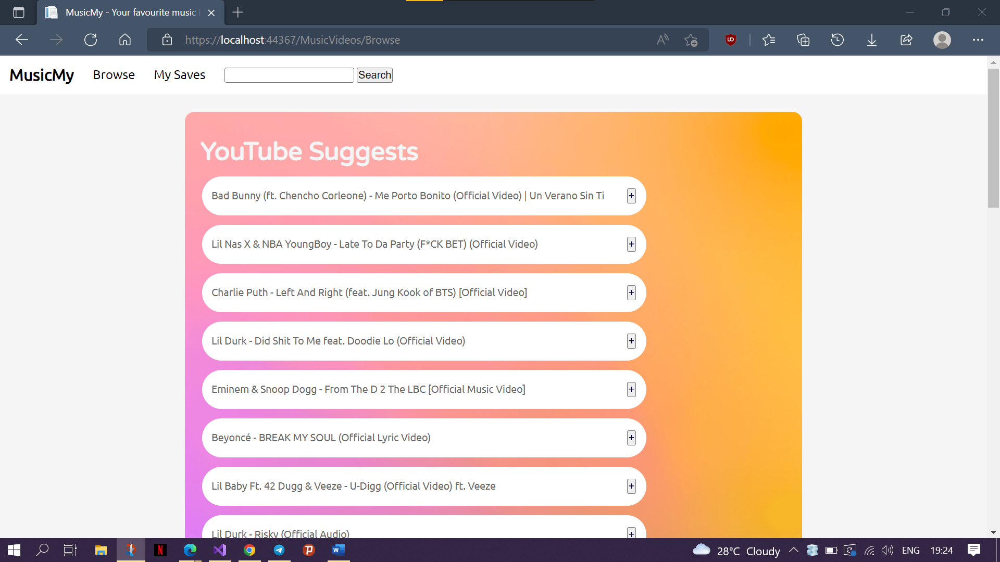 MusicMy - Your favourite music i
https://localhost:44367/MusicVideos/Browse
MusicMy Browse My Saves Search
YouTube Suggests
Bad Bunny (ft. Chencho Corleone) - Me Porto Bonito (Official Video) | Un Verano Sin Ti +
Lil Nas X & NBA YoungBoy - Late To Da Party (F*CK BET) (Official Video) +
Charlie Puth - Left And Right (feat. Jung Kook of BTS) [Official Video] +
Lil Durk - Did Shit To Me feat. Doodie Lo (Official Video) +
Eminem & Snoop Dogg - From The D 2 The LBC [Official Music Video] +
Beyoncé - BREAK MY SOUL (Official Lyric Video) +
Lil Baby Ft. 42 Dugg & Veeze - U-Digg (Official Video) ft. Veeze +
Lil Durk - Risky (Official Audio) +
28°C Cloudy ENG 19:24